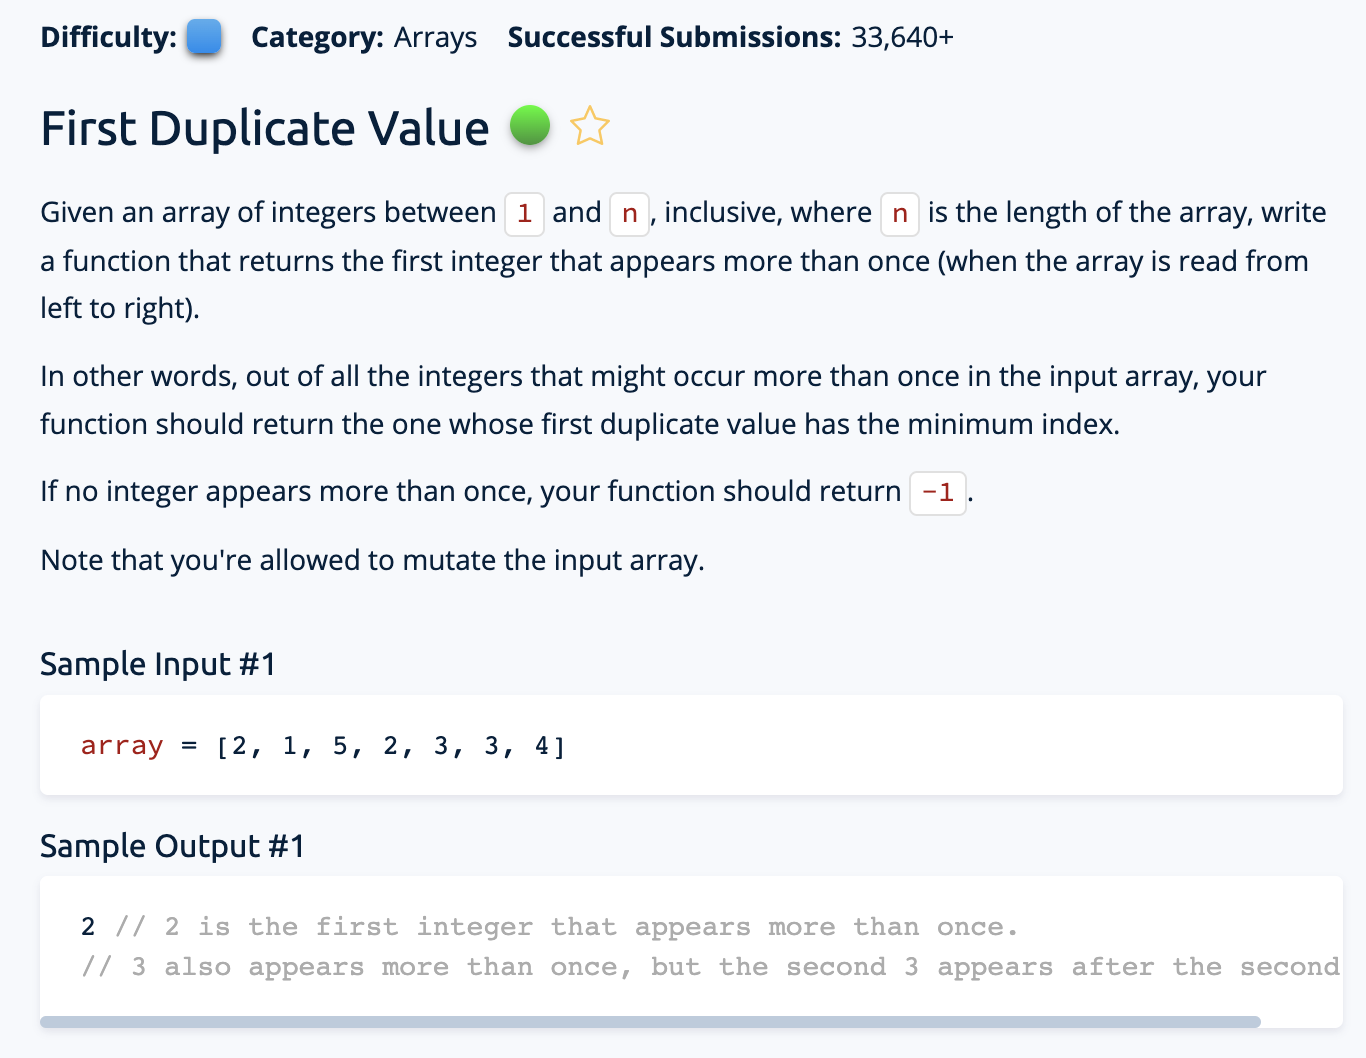 Difficulty: Category: Arrays Successful Submissions: 33,640+
First Duplicate Value
Given an array of integers between 1 and n, inclusive, where n is the length of the array, write
a function that returns the first integer that appears more than once (when the array is read from
left to right).
In other words, out of all the integers that might occur more than once in the input array, your
function should return the one whose first duplicate value has the minimum index.
If no integer appears more than once, your function should return -1.
Note that you're allowed to mutate the input array.
Sample Input #1
array = [2, 1, 5, 2, 3, 3, 4]
Sample Output #1
2 // 2 is the first integer that appears more than once.
// 3 also appears more than once, but the second 3 appears after the second